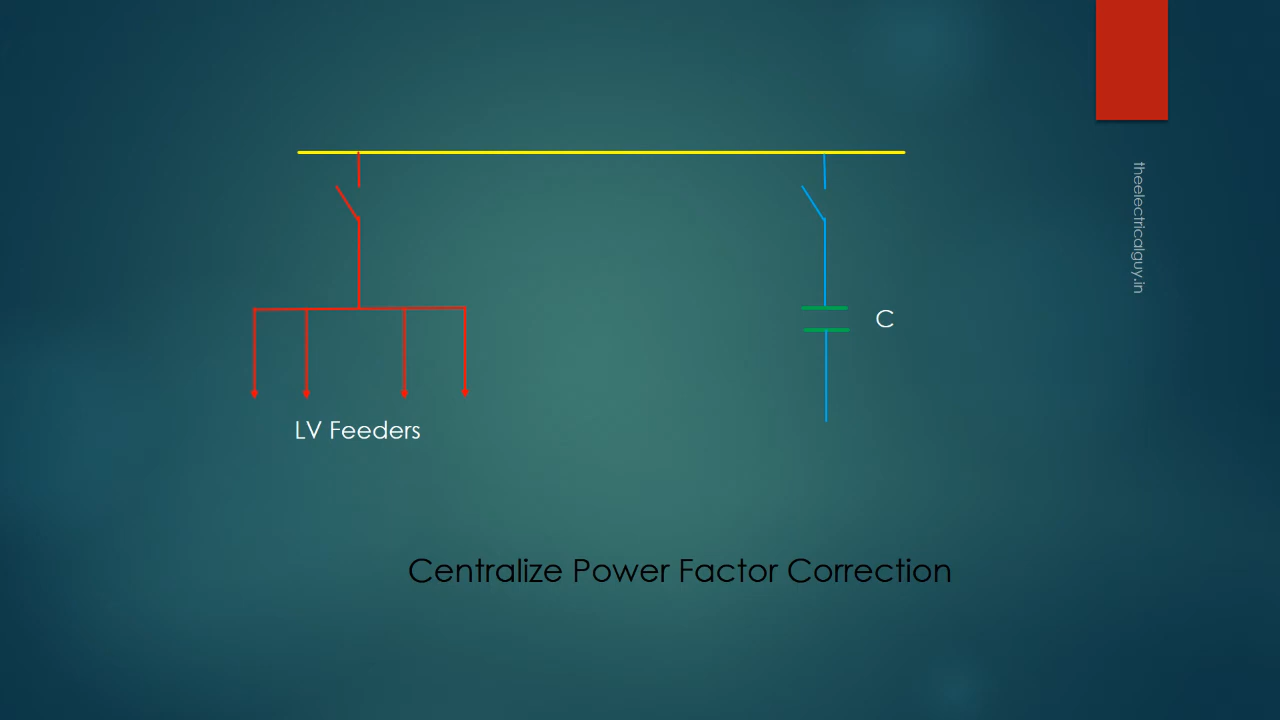 theelectricalguy.in
C
LV Feeders
Centralize Power Factor Correction